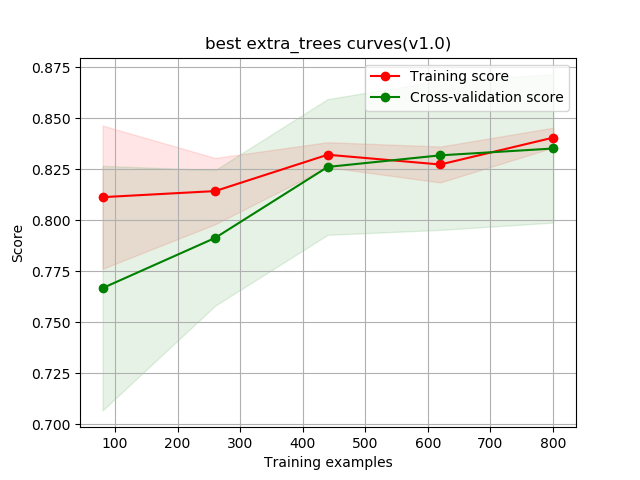 best extra_trees curves(v1.0)
Training score
Cross-validation score
0.875
0.850
0.825
0.800
0.775
0.750
0.725
0.700
Score
100 200 300 400 500 600 700 800
Training examples